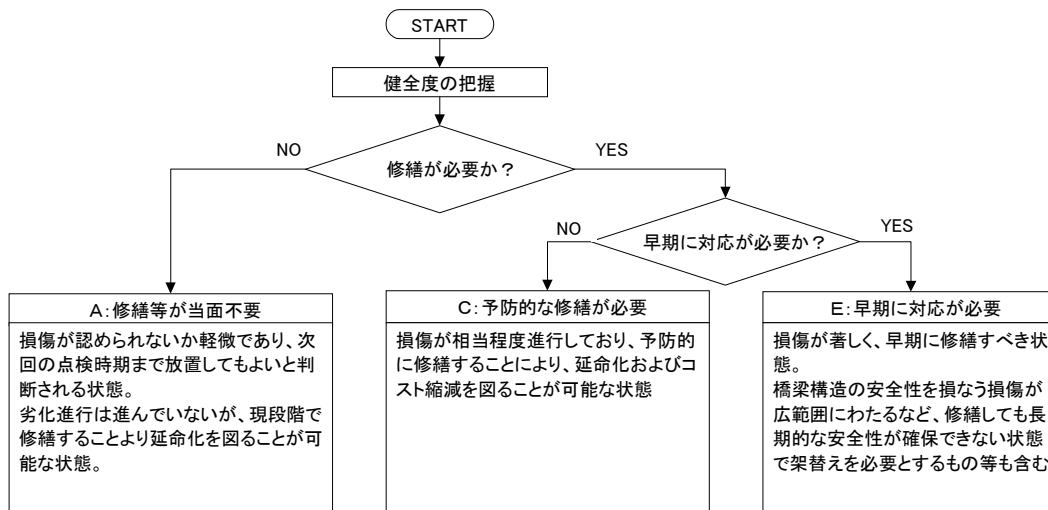 START
健全度の把握
修繕が必要か？
NO
YES
早期に対応が必要か？
NO
YES
A：修繕等が当面不要
損傷が認められないか軽微であり、次
回の点検時期まで放置してもよいと判
断される状態。
劣化進行は進んでいないが、現段階で
修繕することより延命化を図ることが可
能な状態。
C：予防的な修繕が必要
損傷が相当程度進行しており、予防的
に修繕することにより、延命化およびコ
スト縮減を図ることが可能な状態
E：早期に対応が必要
損傷が著しく、早期に修繕すべき状
態。
橋梁構造の安全性を損なう損傷が
広範囲にわたるなど、修繕しても長
期的な安全性が確保できない状態
で架替えを必要とするもの等も含む